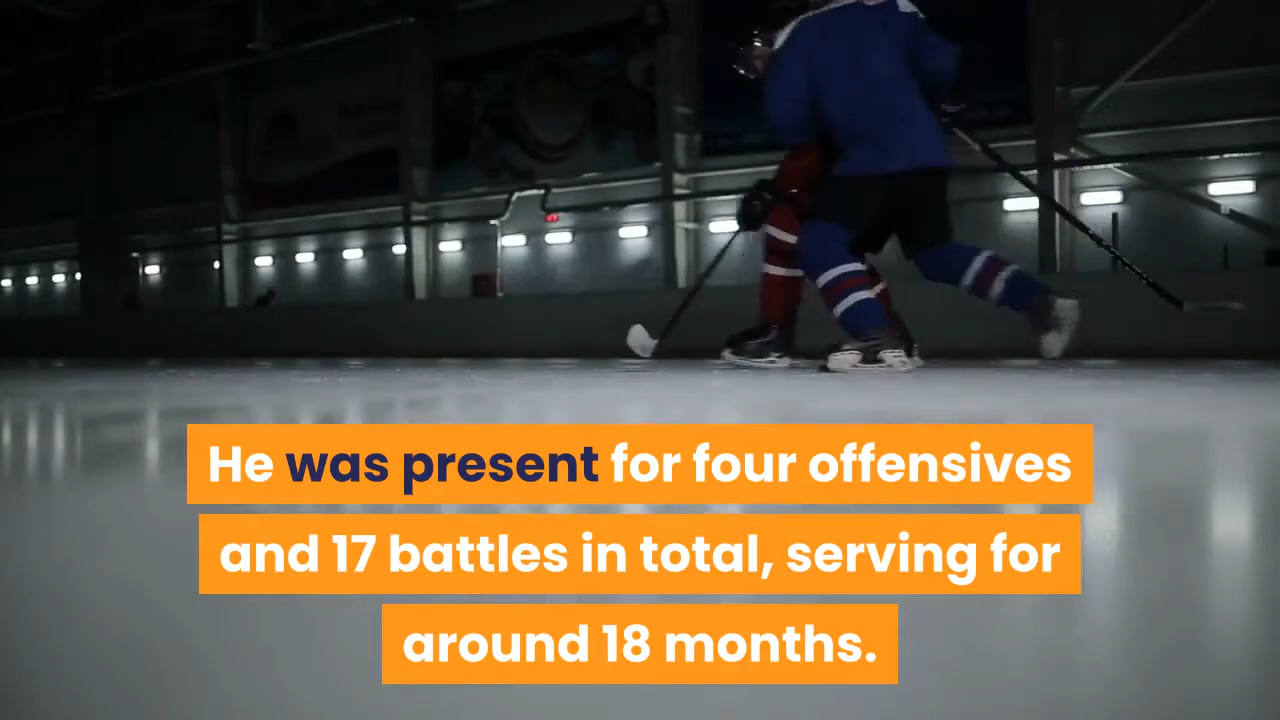 He was present for four offensives
and 17 battles in total, serving for
around 18 months.